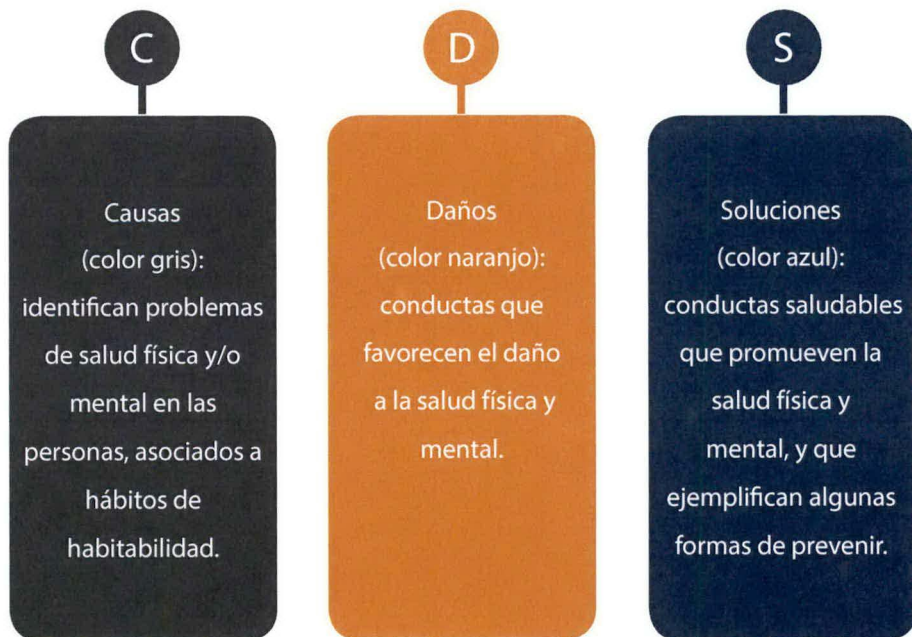 C
Causas
(color gris):
identifican problemas
de salud física y/o
mental en las
personas, asociados a
hábitos de
habitabilidad.
D
Daños
(color naranjo):
conductas que
favorecen el daño
a la salud física y
mental.
S
Soluciones
(color azul):
conductas saludables
que promueven la
salud física y
mental, y que
ejemplifican algunas
formas de prevenir.